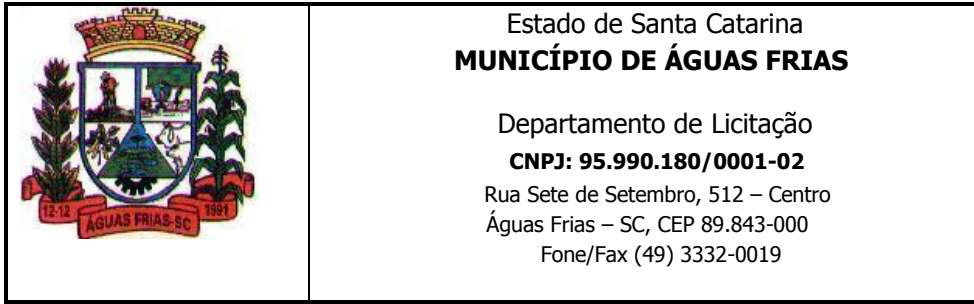 12-12
ÁGUAS FRIAS-SC
1991
Estado de Santa Catarina
MUNICÍPIO DE ÁGUAS FRIAS
Departamento de Licitação
CNPJ: 95.990.180/0001-02
Rua Sete de Setembro, 512 – Centro
Águas Frias – SC, CEP 89.843-000
Fone/Fax (49) 3332-0019